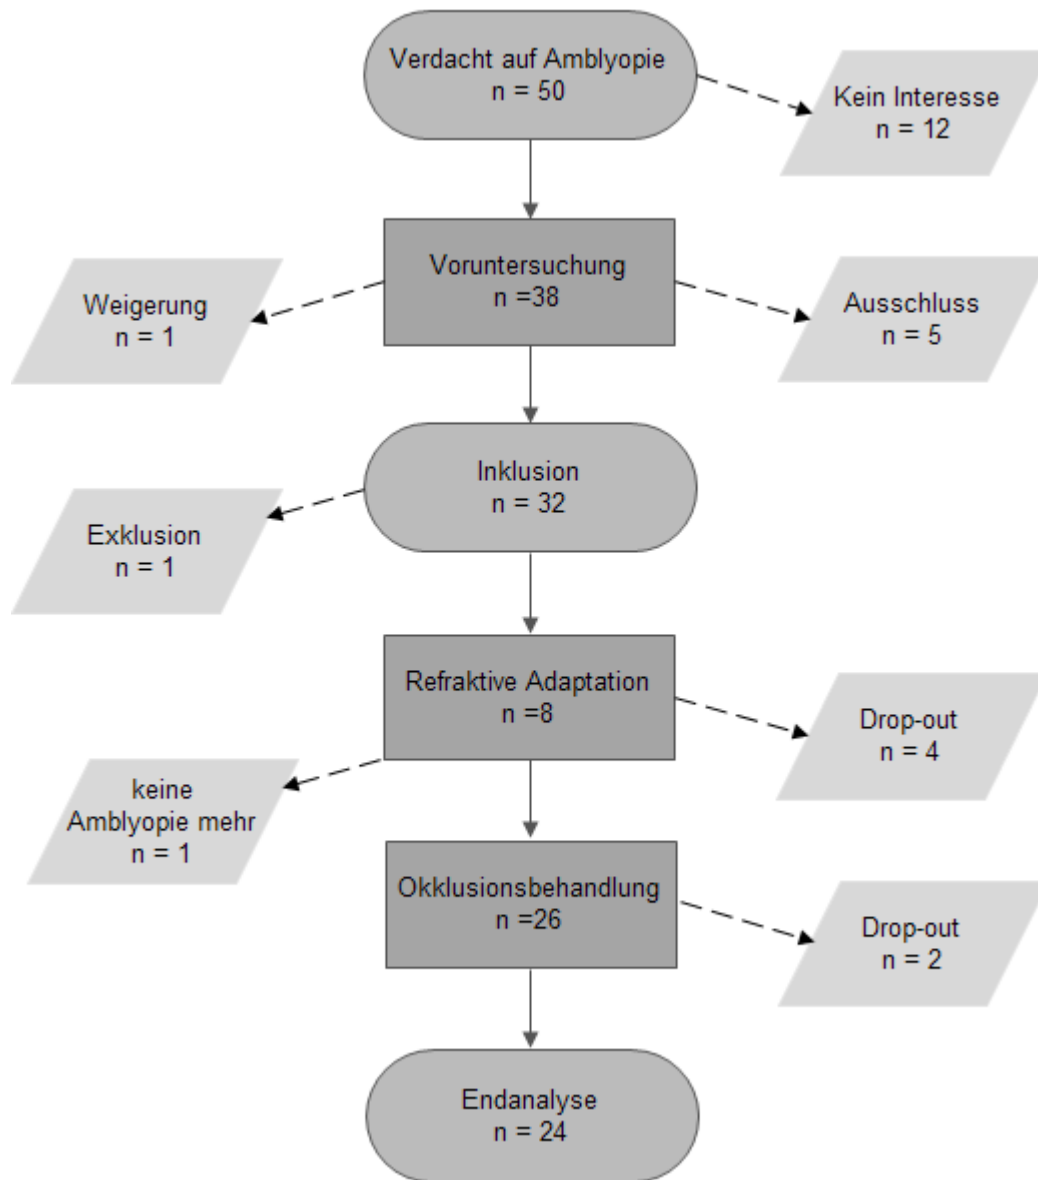 Verdacht auf Amblyopie
n = 50
Kein Interesse
n = 12
Voruntersuchung
n =38
Weigerung
n = 1
Ausschluss
n = 5
Inklusion
n = 32
Exklusion
n = 1
Refraktive Adaptation
n =8
Drop-out
n = 4
keine
Amblyopie mehr
n = 1
Okklusionsbehandlung
n =26
Drop-out
n = 2
Endanalyse
n = 24